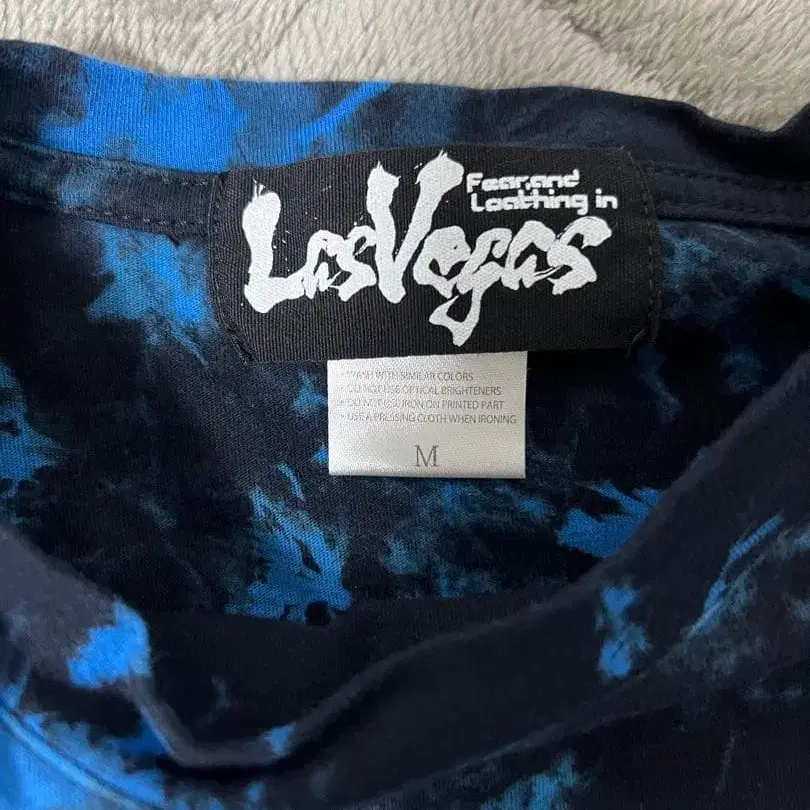 Fear,and
Loathing in
LasVegas
• WASH WITH SIMILAR COLORS
• DO NOT USE OPTICAL BRIGHTENERS
• DO NOT USE IRON ON PRINTED PART
• USE A PRESSING CLOTH WHEN IRONING
M